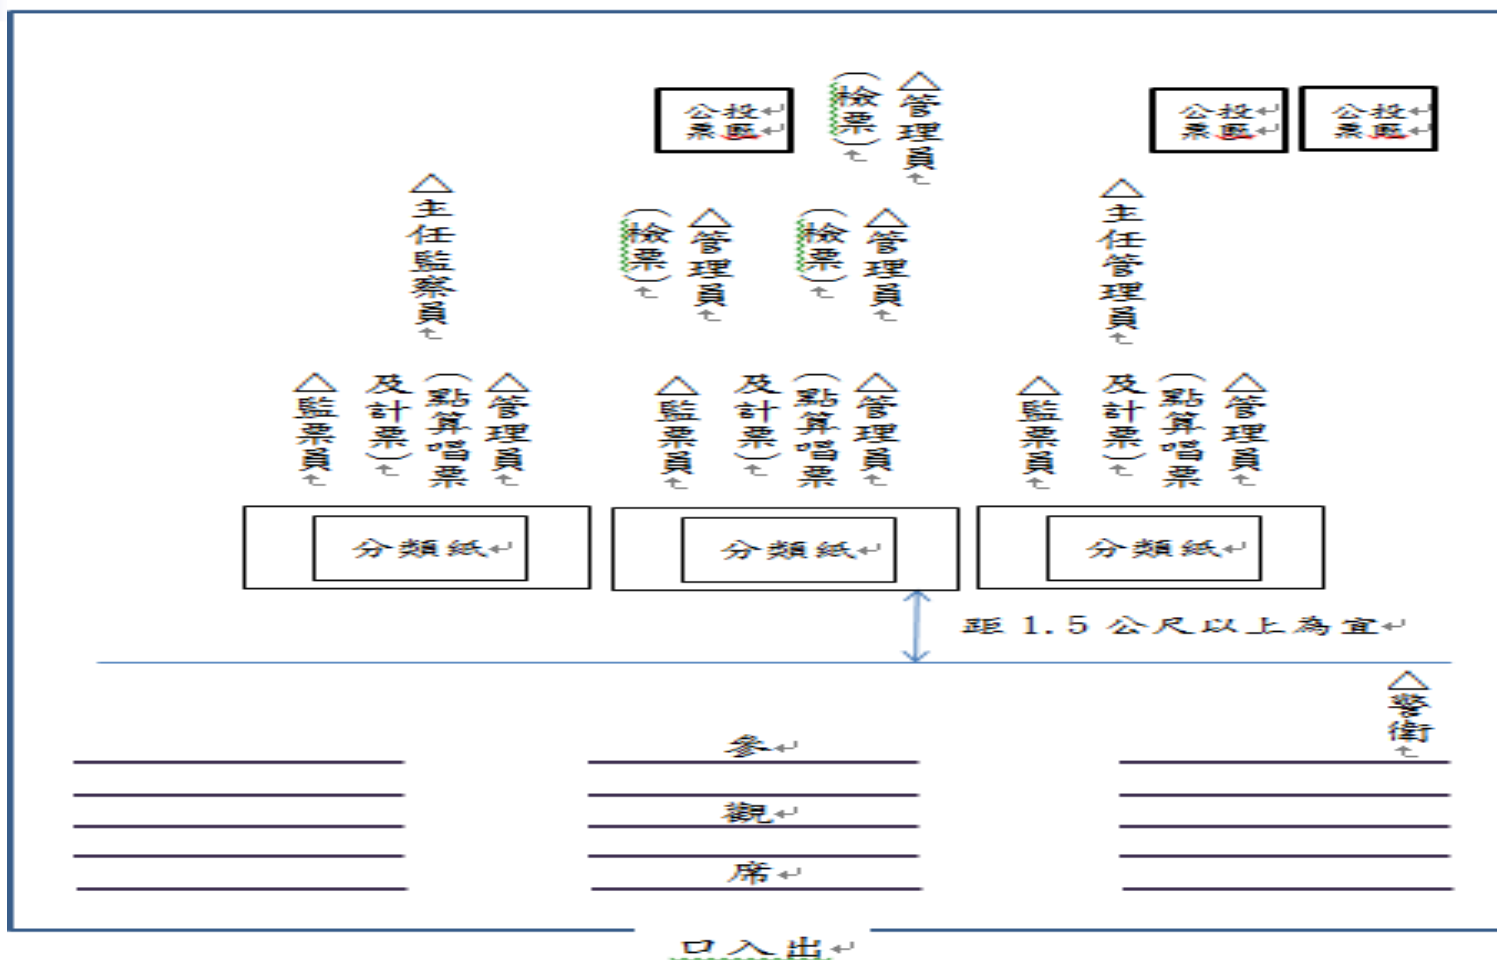 公投
票匭
△管理員
(檢票)
公投
票匭
公投
票匭
△主任監察員
△管理員
(檢票)
△管理員
(檢票)
△主任管理員
△監票員
△管理員
(點算唱票
及計票)
△監票員
△管理員
(點算唱票
及計票)
△監票員
△管理員
(點算唱票
及計票)
分類紙
分類紙
分類紙
距 1.5 公尺以上為宜
△警衛
參
觀
席
口入出